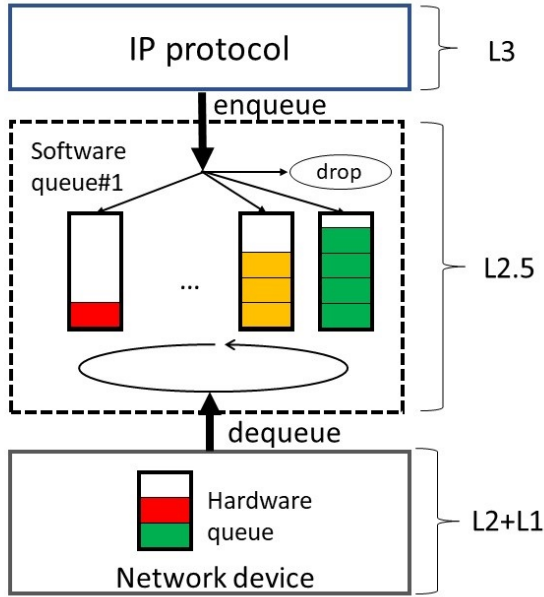 IP protocol
L3
enqueue
Software
queue#1
drop
...
L2.5
dequeue
Hardware
queue
L2+L1
Network device